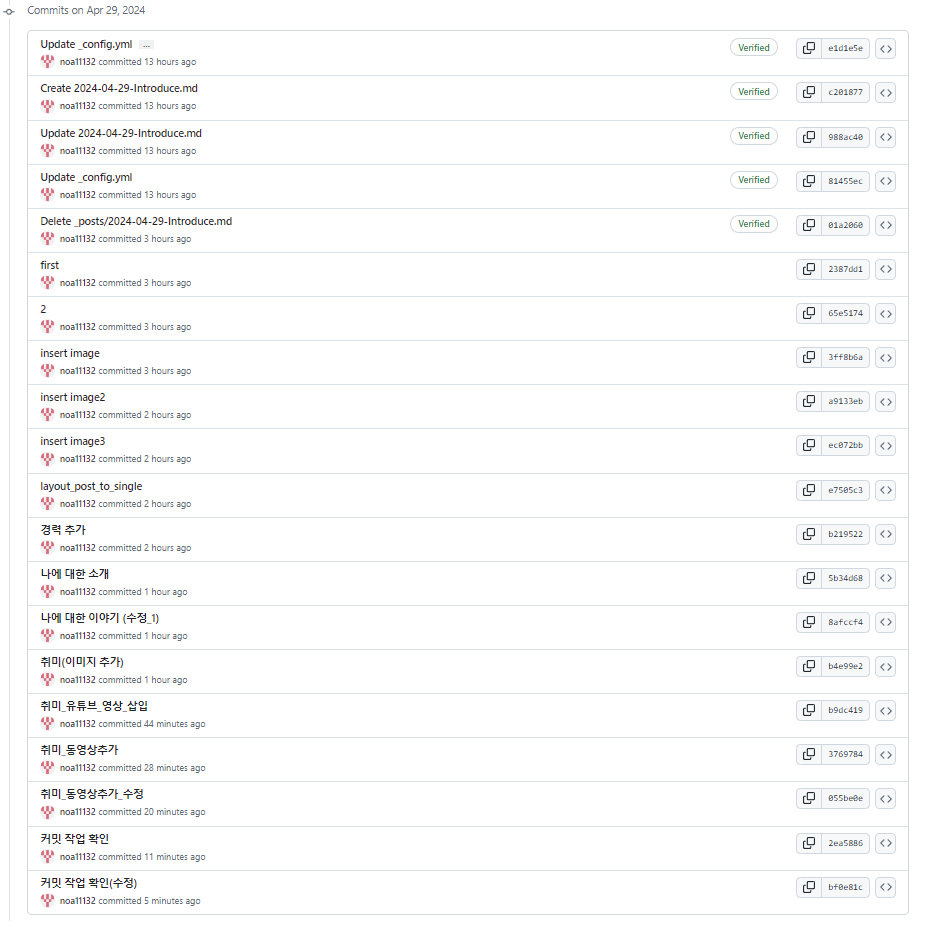 Commits on Apr 29, 2024
Update _config.yml ...
Verified
e1d1e5e
noa11132 committed 13 hours ago
Create 2024-04-29-Introduce.md
Verified
c201877
noa11132 committed 13 hours ago
Update 2024-04-29-Introduce.md
Verified
988ac40
noa11132 committed 13 hours ago
Update _config.yml
Verified
81455ec
noa11132 committed 13 hours ago
Delete _posts/2024-04-29-Introduce.md
Verified
01a2060
noa11132 committed 3 hours ago
first
2387dd1
noa11132 committed 3 hours ago
2
65e5174
noa11132 committed 3 hours ago
insert image
3ff8b6a
noa11132 committed 3 hours ago
insert image2
a9133eb
noa11132 committed 2 hours ago
insert image3
ec072bb
noa11132 committed 2 hours ago
layout_post_to_single
e7505c3
noa11132 committed 2 hours ago
경력 추가
b219522
noa11132 committed 2 hours ago
나에 대한 소개
5b34d68
noa11132 committed 1 hour ago
나에 대한 이야기 (수정_1)
8afccf4
noa11132 committed 1 hour ago
취미(이미지 추가)
b4e99e2
noa11132 committed 1 hour ago
취미_유튜브_영상_삽입
b9dc419
noa11132 committed 44 minutes ago
취미_동영상추가
3769784
noa11132 committed 28 minutes ago
취미_동영상추가_수정
055be0e
noa11132 committed 20 minutes ago
커밋 작업 확인
2ea5886
noa11132 committed 11 minutes ago
커밋 작업 확인(수정)
bf0e81c
noa11132 committed 5 minutes ago